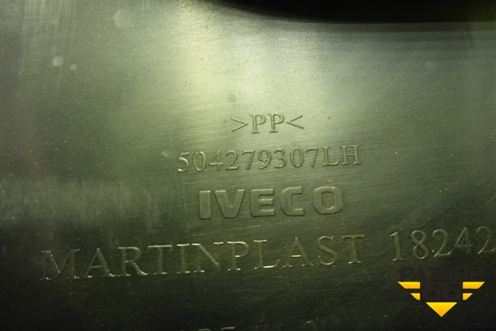 >PP<
504279307LH
IVECO
MARTINPLAST 18242